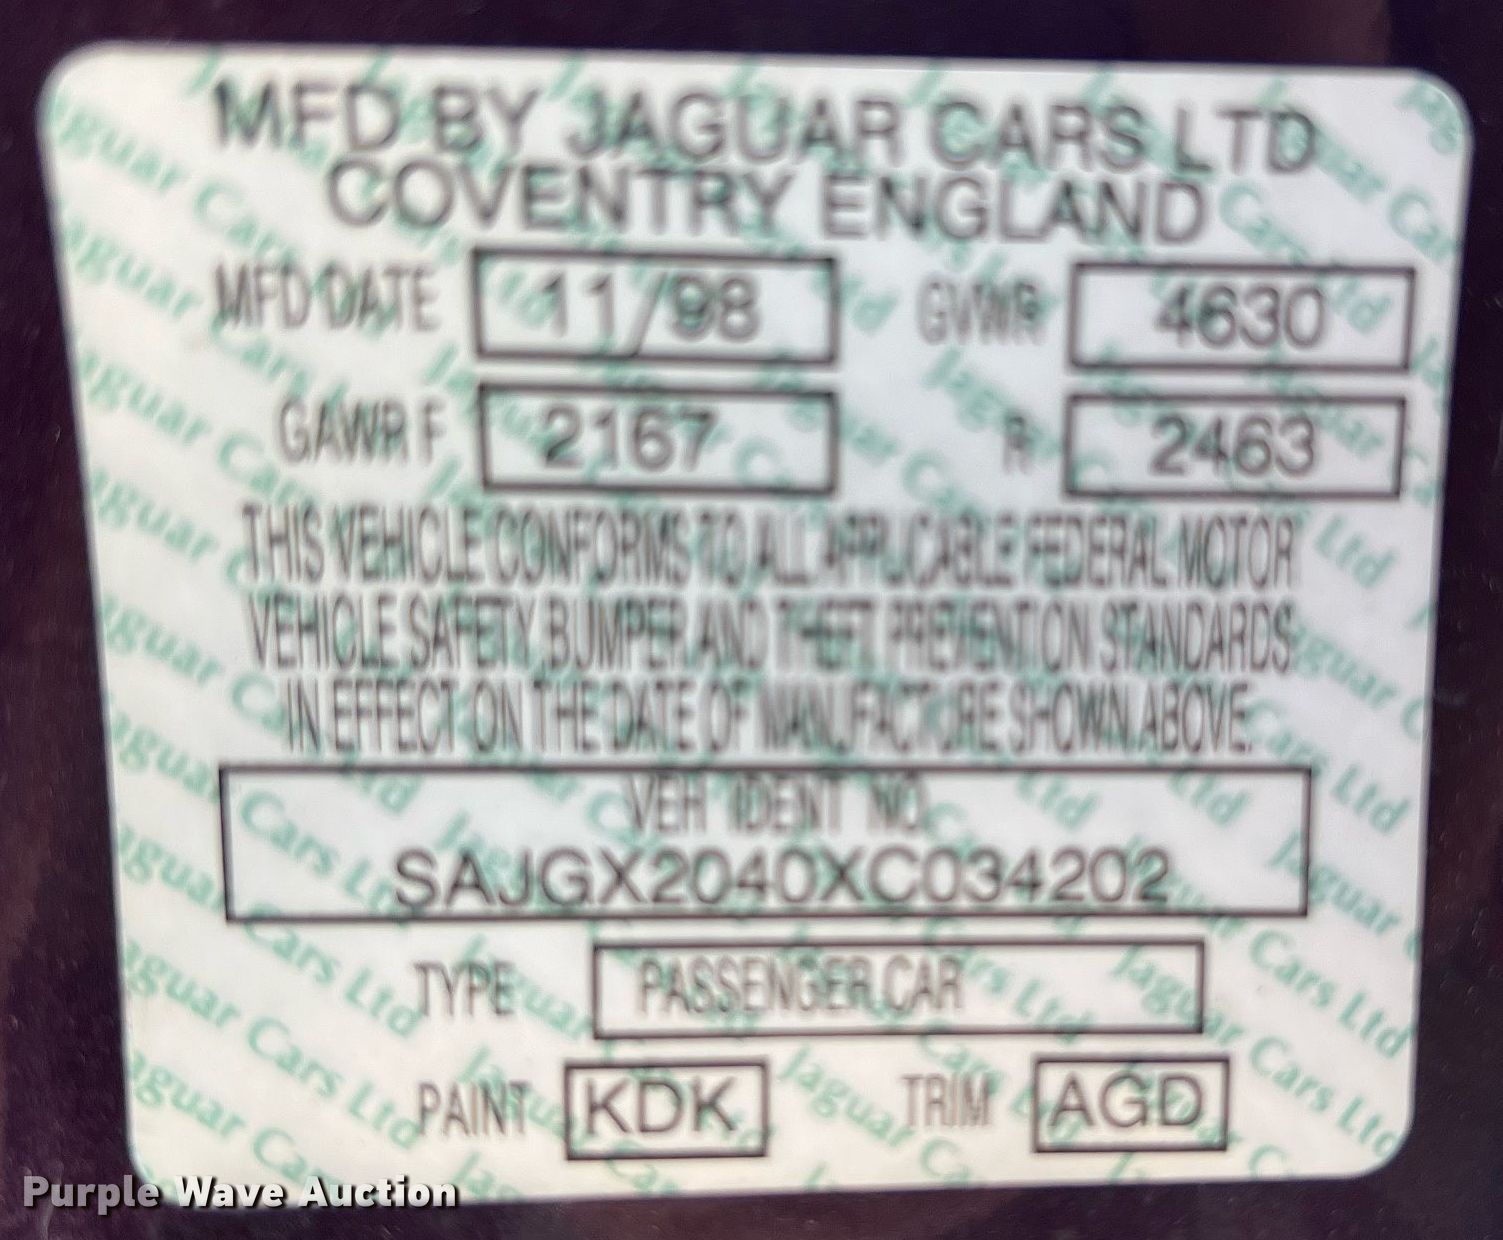 MFD BY JAGUAR CARS LTD
COVENTRY ENGLAND
MFD DATE 11/98 GVWR 4630
GAWR F 2167 R 2463
THIS VEHICLE CONFORMS TO ALL APPLICABLE FEDERAL MOTOR
VEHICLE SAFETY, BUMPER, AND THEFT PREVENTION STANDARDS
IN EFFECT ON THE DATE OF MANUFACTURE SHOWN ABOVE.
VEH IDENT NO.
SAJGX2040XC034202
TYPE PASSENGER CAR
PAINT KDK TRIM AGD
Purple Wave Auction